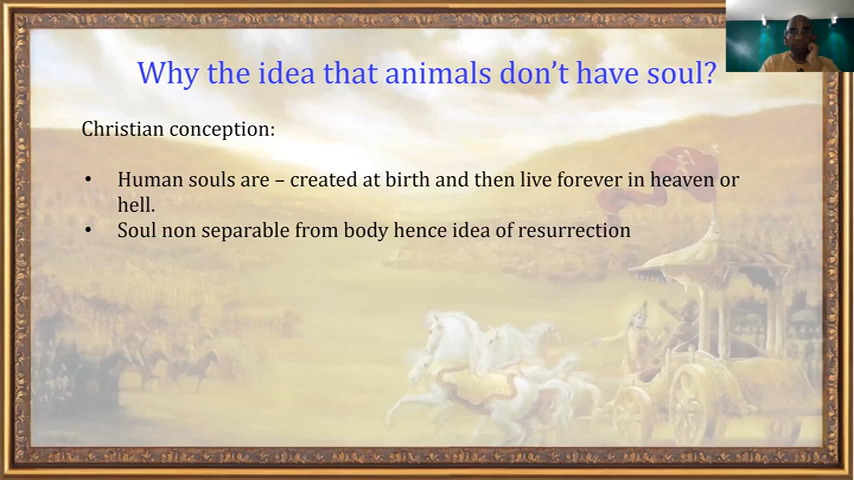 Why the idea that animals don't have soul?
Christian conception:
• Human souls are – created at birth and then live forever in heaven or
hell.
• Soul non separable from body hence idea of resurrection